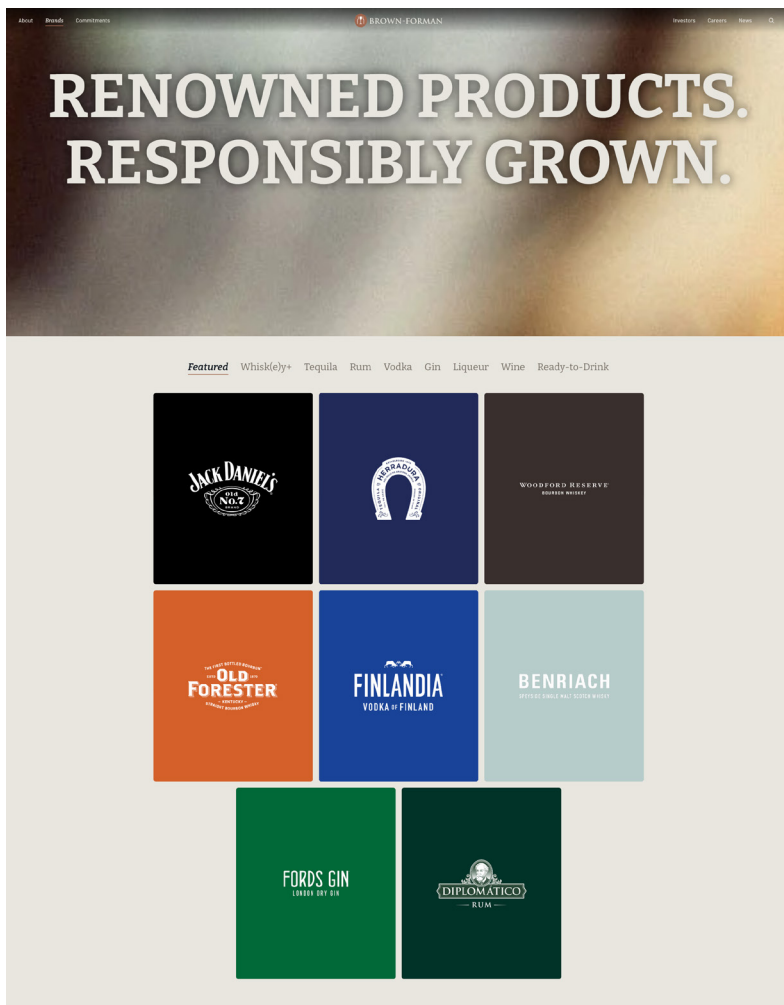 About Brands Commitments BROWN-FORMAN Investors Careers News
RENOWNED PRODUCTS.
RESPONSIBLY GROWN.
Featured Whisk(e)y+ Tequila Rum Vodka Gin Liqueur Wine Ready-to-Drink
JACK DANIEL'S
Old
No.7
BRAND
HERRADURA
TEQUILA
ORIGINAL
WOODFORD RESERVE
BOURBON WHISKEY
THE FIRST BOTTLED BOURBON
OLD
FORESTER
KENTUCKY
STRAIGHT BOURBON WHISKY
FINLANDIA
VODKA OF FINLAND
BENRIACH
SPEYSIDE SINGLE MALT SCOTCH WHISKY
FORDS GIN
LONDON DRY GIN
DIPLOMÁTICO
RUM